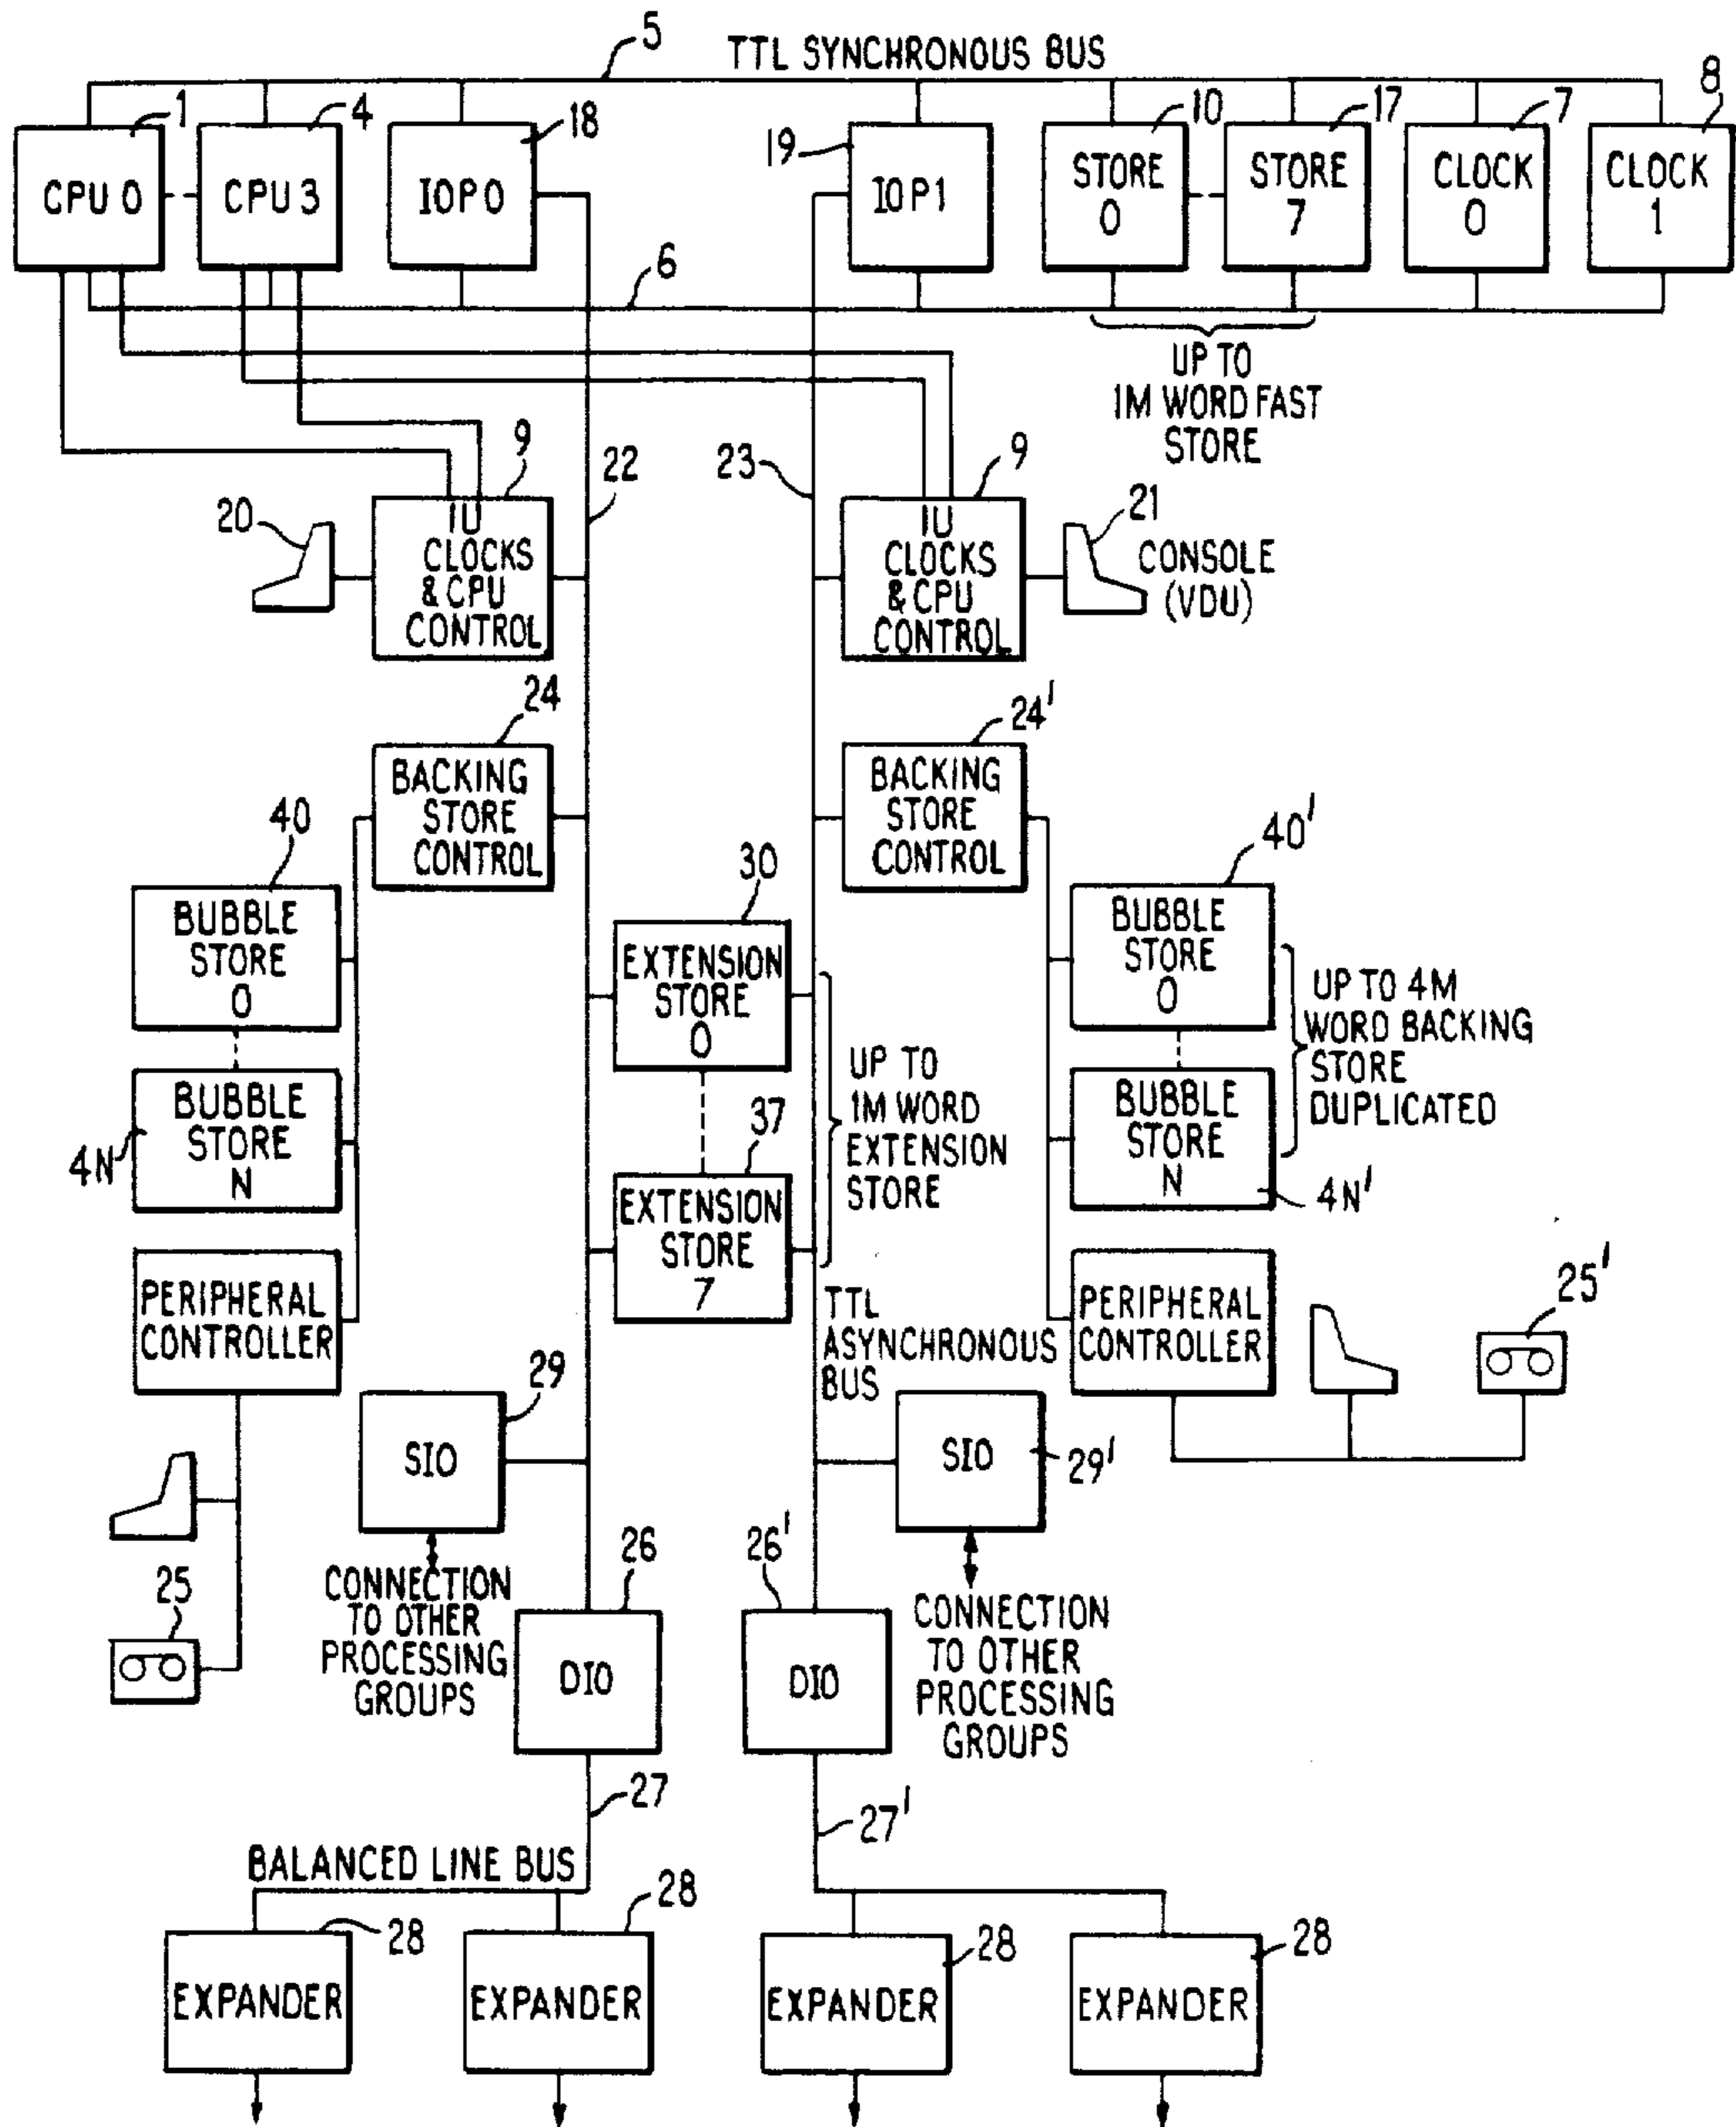 5
TTL SYNCHRONOUS BUS
1
4
18
19
10
17
7
8
CPU 0
CPU 3
IOP 0
IOP 1
STORE
0
STORE
7
CLOCK
0
CLOCK
1
6
UP TO
1M WORD FAST
STORE
9
22
23
9
20
IU
CLOCKS
& CPU
CONTROL
IU
CLOCKS
& CPU
CONTROL
21
CONSOLE
(VDU)
24
24'
BACKING
STORE
CONTROL
BACKING
STORE
CONTROL
40
40'
BUBBLE
STORE
0
30
EXTENSION
STORE
0
BUBBLE
STORE
0
UP TO 4M
WORD BACKING
STORE
DUPLICATED
4N
BUBBLE
STORE
N
UP TO
1M WORD
EXTENSION
STORE
BUBBLE
STORE
N
4N'
37
EXTENSION
STORE
7
PERIPHERAL
CONTROLLER
TTL
ASYNCHRONOUS
BUS
PERIPHERAL
CONTROLLER
25'
29
SIO
SIO
29'
25
CONNECTION
TO OTHER
PROCESSING
GROUPS
26
DIO
26'
DIO
CONNECTION
TO OTHER
PROCESSING
GROUPS
27
27'
BALANCED LINE BUS
28
28
28
28
EXPANDER
EXPANDER
EXPANDER
EXPANDER